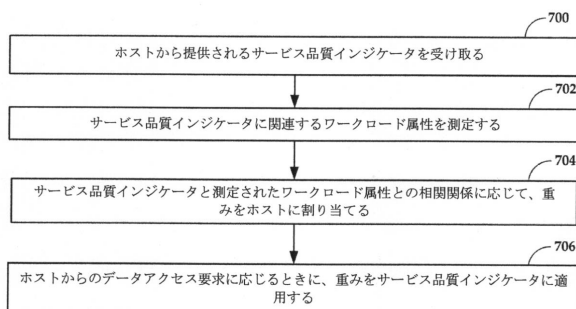 700
ホストから提供されるサービス品質インジケータを受け取る
702
サービス品質インジケータに関連するワークロード属性を測定する
704
サービス品質インジケータと測定されたワークロード属性との相関関係に応じて、重
みをホストに割り当てる
706
ホストからのデータアクセス要求に応じるときに、重みをサービス品質インジケータに適
用する